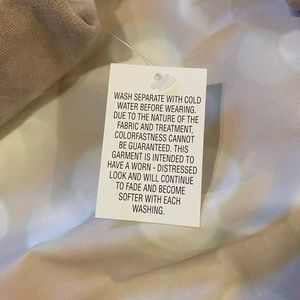 WASH SEPARATE WITH COLD
WATER BEFORE WEARING.
DUE TO THE NATURE OF THE
FABRIC AND TREATMENT,
COLORFASTNESS CANNOT
BE GUARANTEED. THIS
GARMENT IS INTENDED TO
HAVE A WORN - DISTRESSED
LOOK AND WILL CONTINUE
TO FADE AND BECOME
SOFTER WITH EACH
WASHING.